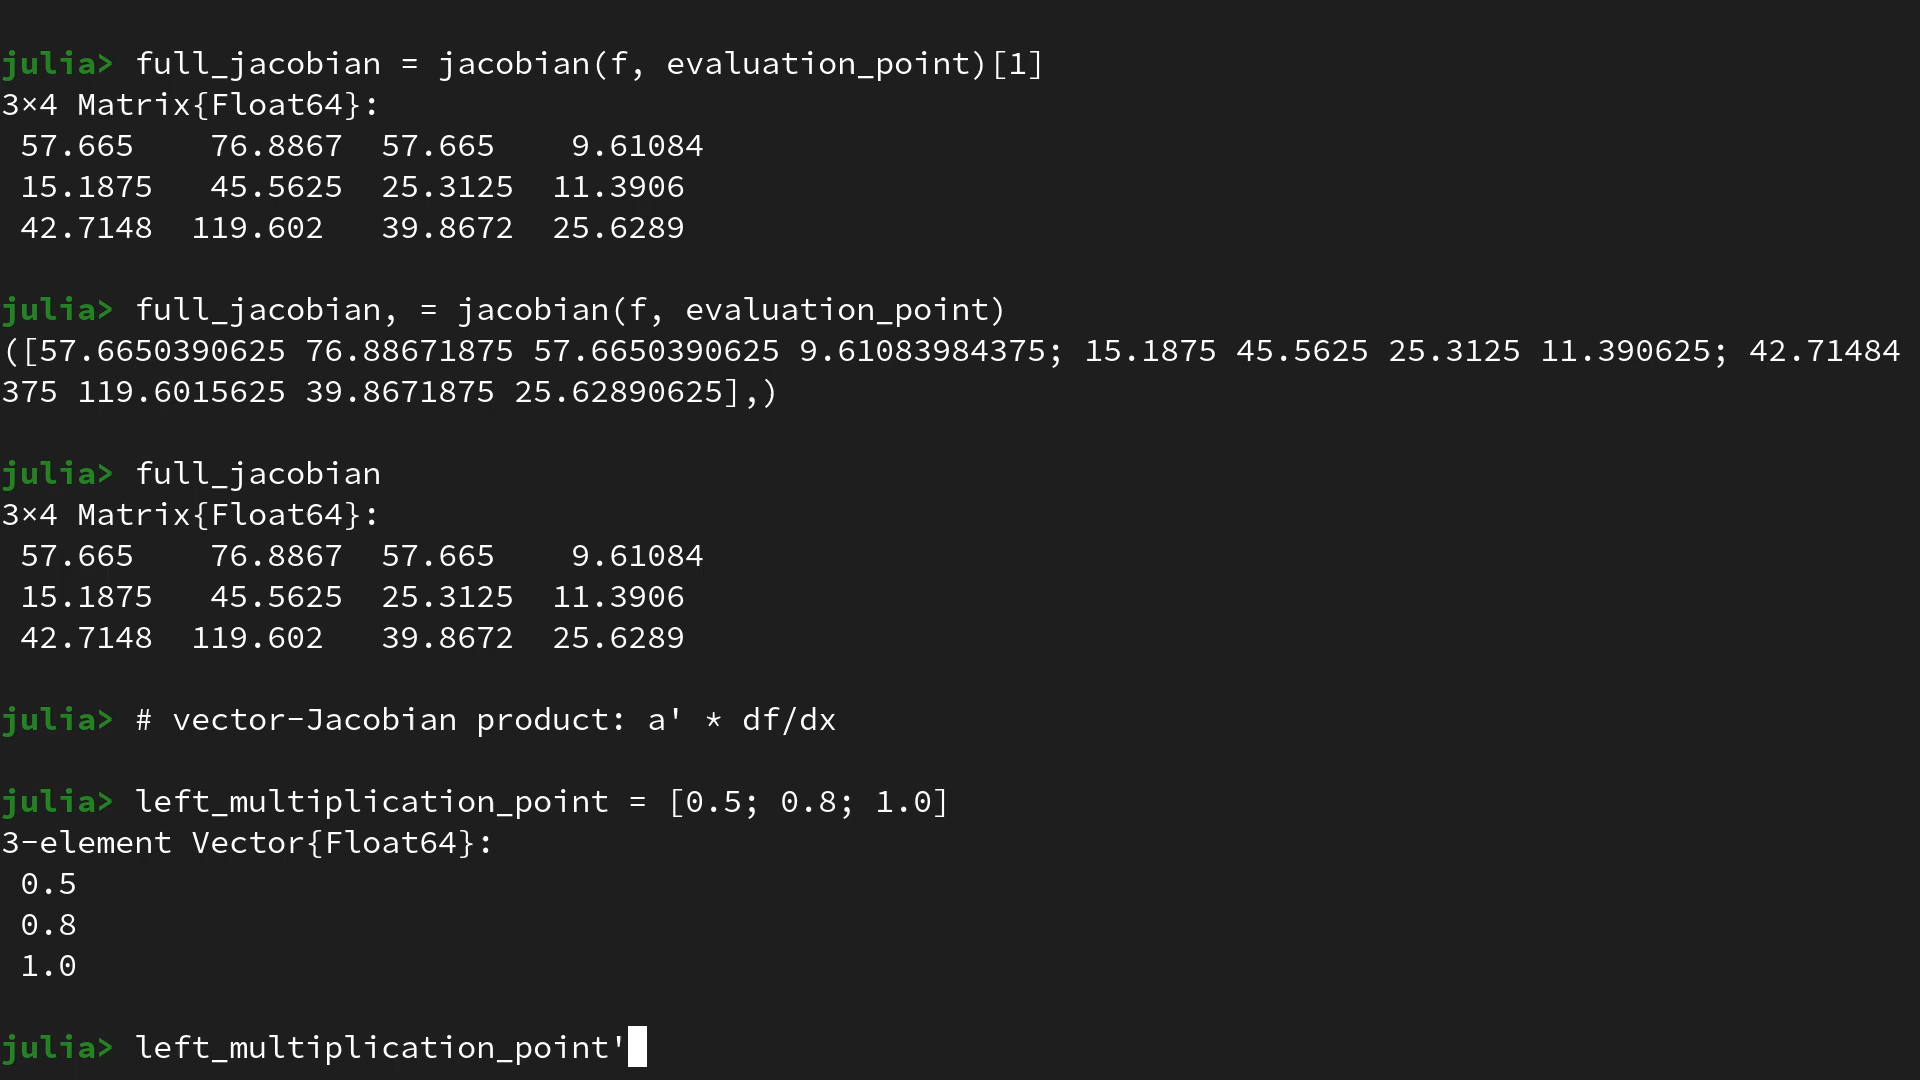 julia> full_jacobian = jacobian(f, evaluation_point)[1]
3×4 Matrix{Float64}:
 57.665    76.8867  57.665    9.61084
 15.1875   45.5625  25.3125  11.3906
 42.7148  119.602   39.8672  25.6289
julia> full_jacobian, = jacobian(f, evaluation_point)
([57.6650390625 76.88671875 57.6650390625 9.61083984375; 15.1875 45.5625 25.3125 11.390625; 42.71484
375 119.6015625 39.8671875 25.62890625],)
julia> full_jacobian
3×4 Matrix{Float64}:
 57.665    76.8867  57.665    9.61084
 15.1875   45.5625  25.3125  11.3906
 42.7148  119.602   39.8672  25.6289
julia> # vector-Jacobian product: a' * df/dx
julia> left_multiplication_point = [0.5; 0.8; 1.0]
3-element Vector{Float64}:
 0.5
 0.8
 1.0
julia> left_multiplication_point'